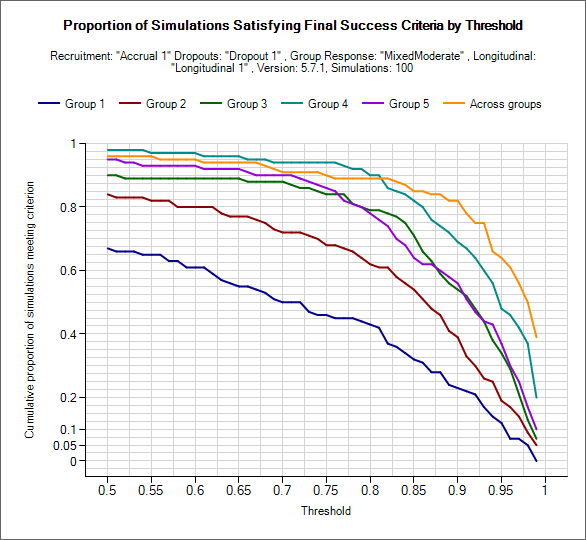 Proportion of Simulations Satisfying Final Success Criteria by Threshold
Recruitment: "Accrual 1" Dropouts: "Dropout 1" , Group Response: "MixedModerate" , Longitudinal:
"Longitudinal 1" , Version: 5.7.1, Simulations: 100
Group 1 Group 2 Group 3 Group 4 Group 5 Across groups
Cumulative proportion of simulations meeting criterion
1
0.8
0.6
0.4
0.2
0.1
0.05
0
0.5 0.55 0.6 0.65 0.7 0.75 0.8 0.85 0.9 0.95 1
Threshold